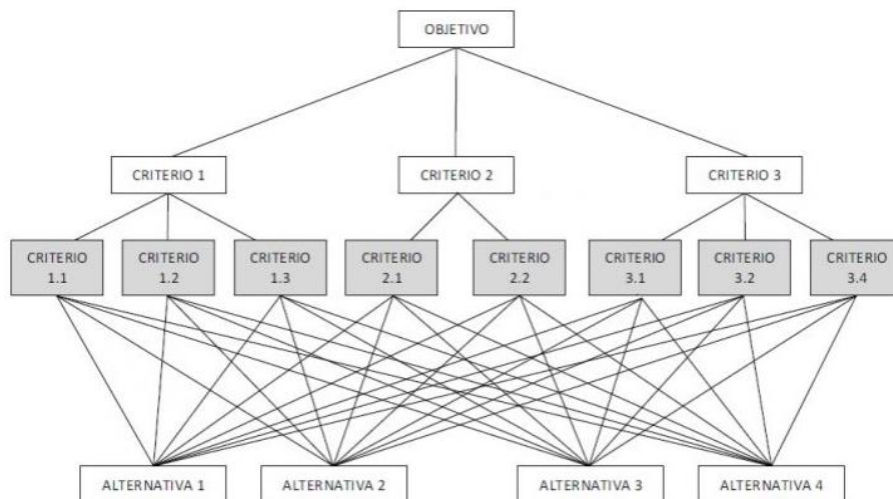 OBJETIVO
CRITERIO 1
CRITERIO 2
CRITERIO 3
CRITERIO
1.1
CRITERIO
1.2
CRITERIO
1.3
CRITERIO
2.1
CRITERIO
2.2
CRITERIO
3.1
CRITERIO
3.2
CRITERIO
3.4
ALTERNATIVA 1
ALTERNATIVA 2
ALTERNATIVA 3
ALTERNATIVA 4